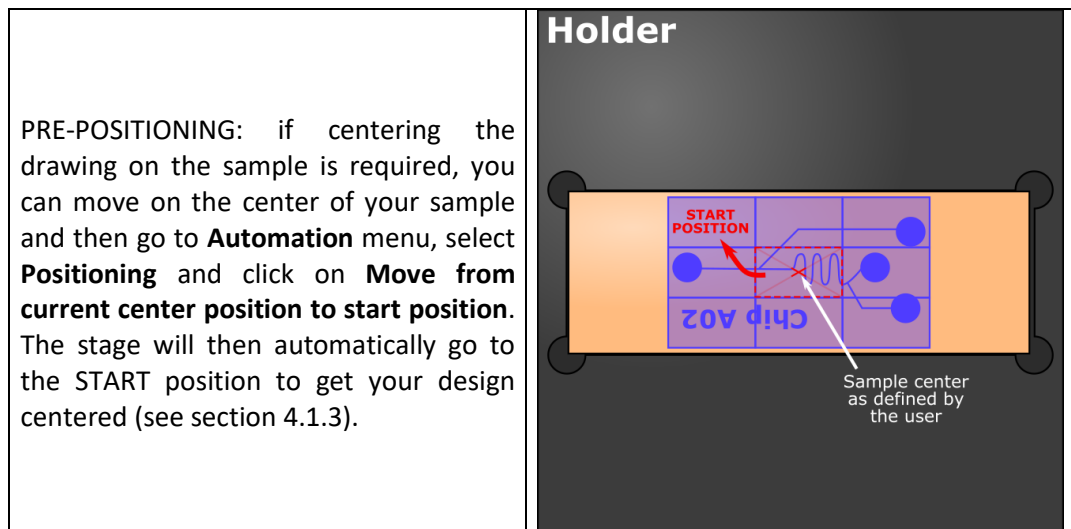 PRE-POSITIONING: if centering the
drawing on the sample is required, you
can move on the center of your sample
and then go to Automation menu, select
Positioning and click on Move from
current center position to start position.
The stage will then automatically go to
the START position to get your design
centered (see section 4.1.3).
Holder
START
POSITION
Chip A02
Sample center
as defined by
the user